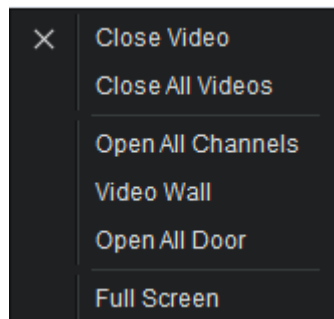 Close Video
Close All Videos
Open All Channels
Video Wall
Open All Door
Full Screen